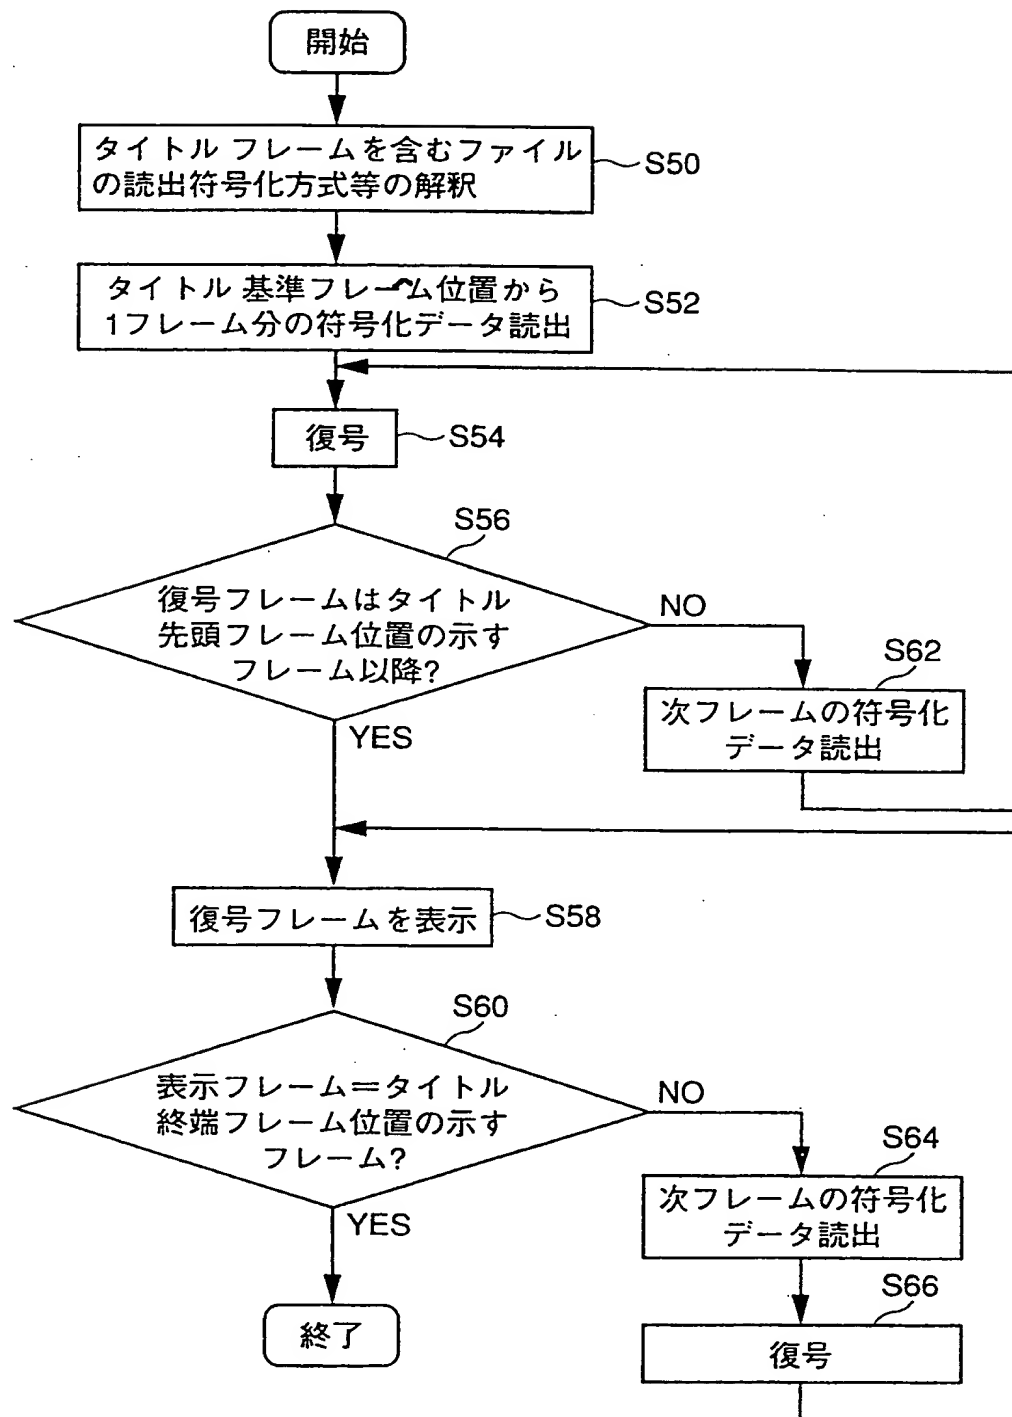 開始
タイトル フレームを含むファイル
の読出符号化方式等の解釈
S50
タイトル 基準フレーム位置から
1フレーム分の符号化データ読出
S52
復号
S54
S56
復号フレームはタイトル
先頭フレーム位置の示す
フレーム以降?
NO
YES
S62
次フレームの符号化
データ読出
復号フレームを表示
S58
S60
表示フレーム=タイトル
終端フレーム位置の示す
フレーム?
NO
YES
S64
次フレームの符号化
データ読出
S66
復号
終了